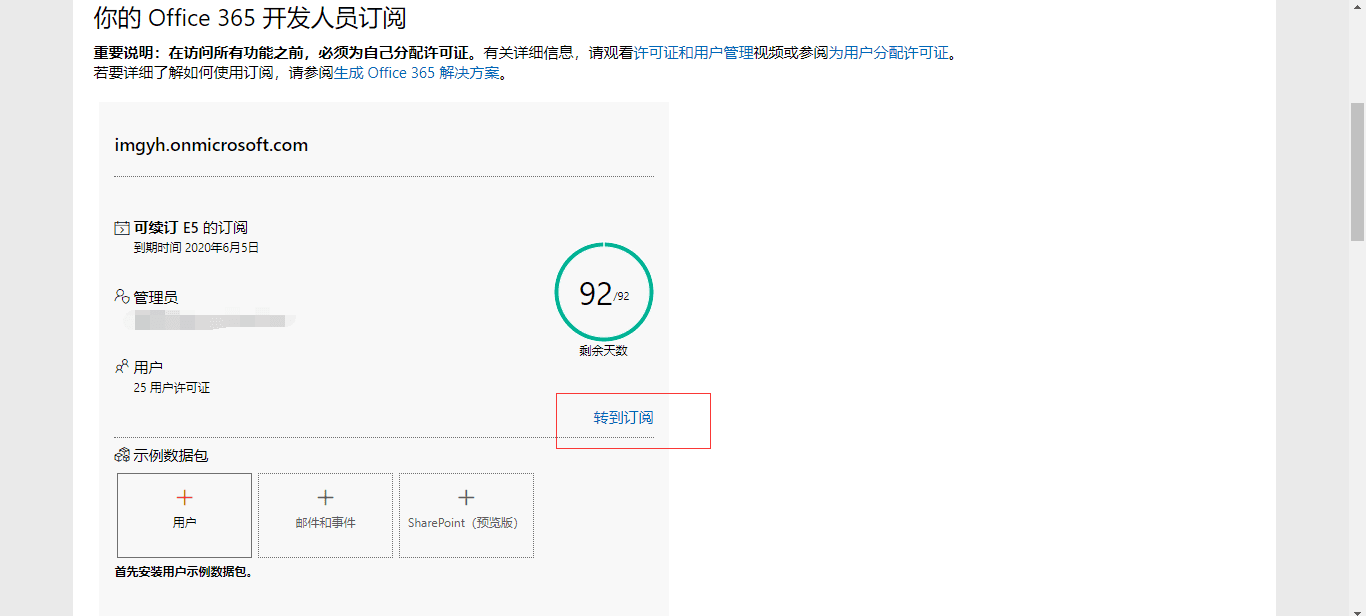 你的 Office 365 开发人员订阅
重要说明：在访问所有功能之前，必须为自己分配许可证。有关详细信息，请观看许可证和用户管理视频或参阅为用户分配许可证。
若要详细了解如何使用订阅，请参阅生成 Office 365 解决方案。
imgyh.onmicrosoft.com
可续订 E5 的订阅
到期时间 2020年6月5日
管理员
92/92
剩余天数
用户
25 用户许可证
转到订阅
示例数据包
用户
邮件和事件
SharePoint（预览版）
首先安装用户示例数据包。